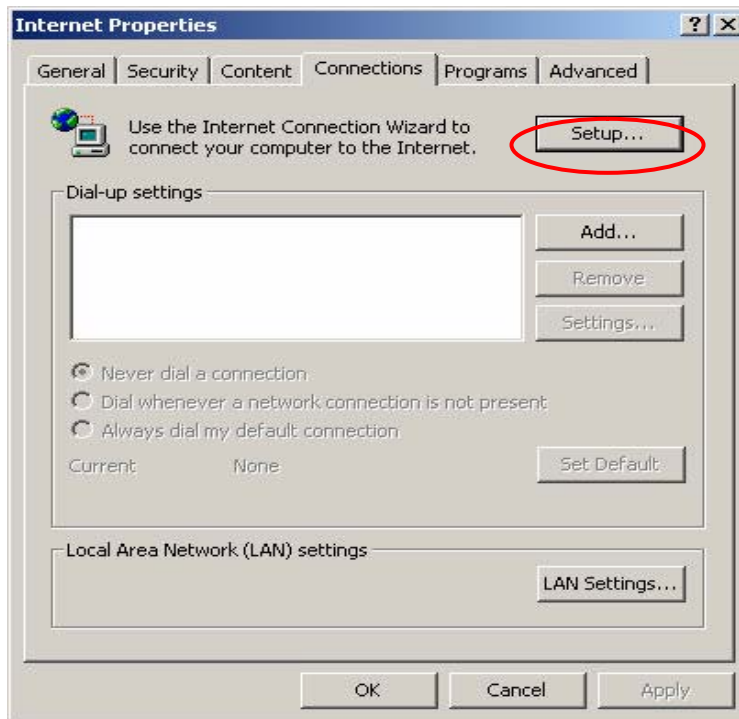 Internet Properties
? X
General Security Content Connections Programs Advanced
Use the Internet Connection Wizard to
connect your computer to the Internet.
Setup...
Dial-up settings
Add...
Remove
Settings...
Never dial a connection
Dial whenever a network connection is not present
Always dial my default connection
Current None
Set Default
Local Area Network (LAN) settings
LAN Settings...
OK Cancel Apply